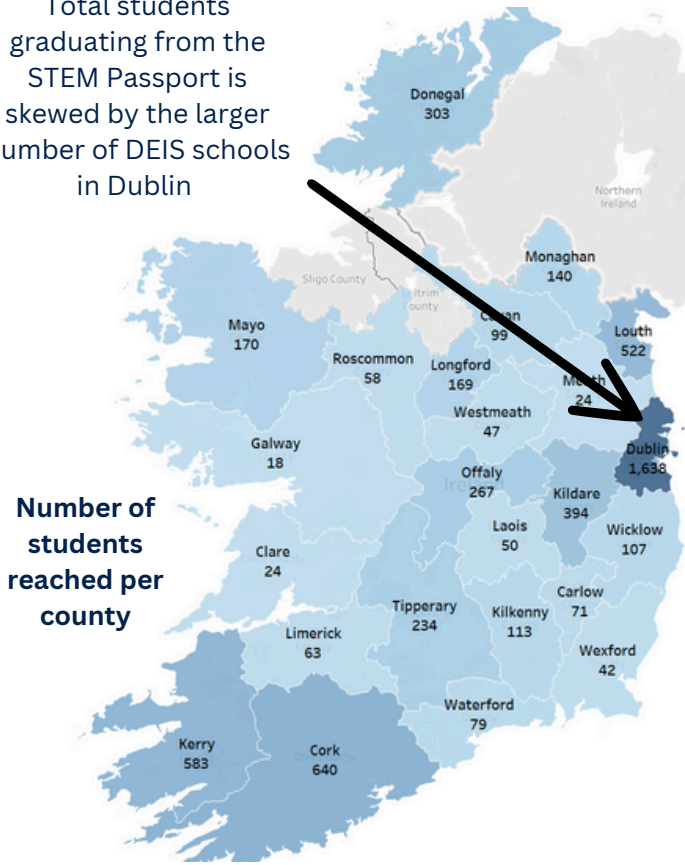 Total students
graduating from the
STEM Passport is
skewed by the larger
umber of DEIS schools
in Dublin
Donegal
303
Northern
Ireland
Monaghan
140
Sligo County
itrim
ounty
Cavan
99
Louth
522
Mayo
170
Roscommon
58
Longford
169
Meath
24
Westmeath
47
Dublin
1,638
Galway
18
Offaly
267
Ireland
Kildare
394
Number of
students
reached per
county
Laois
50
Wicklow
107
Clare
24
Tipperary
234
Kilkenny
113
Carlow
71
Limerick
63
Wexford
42
Waterford
79
Kerry
583
Cork
640